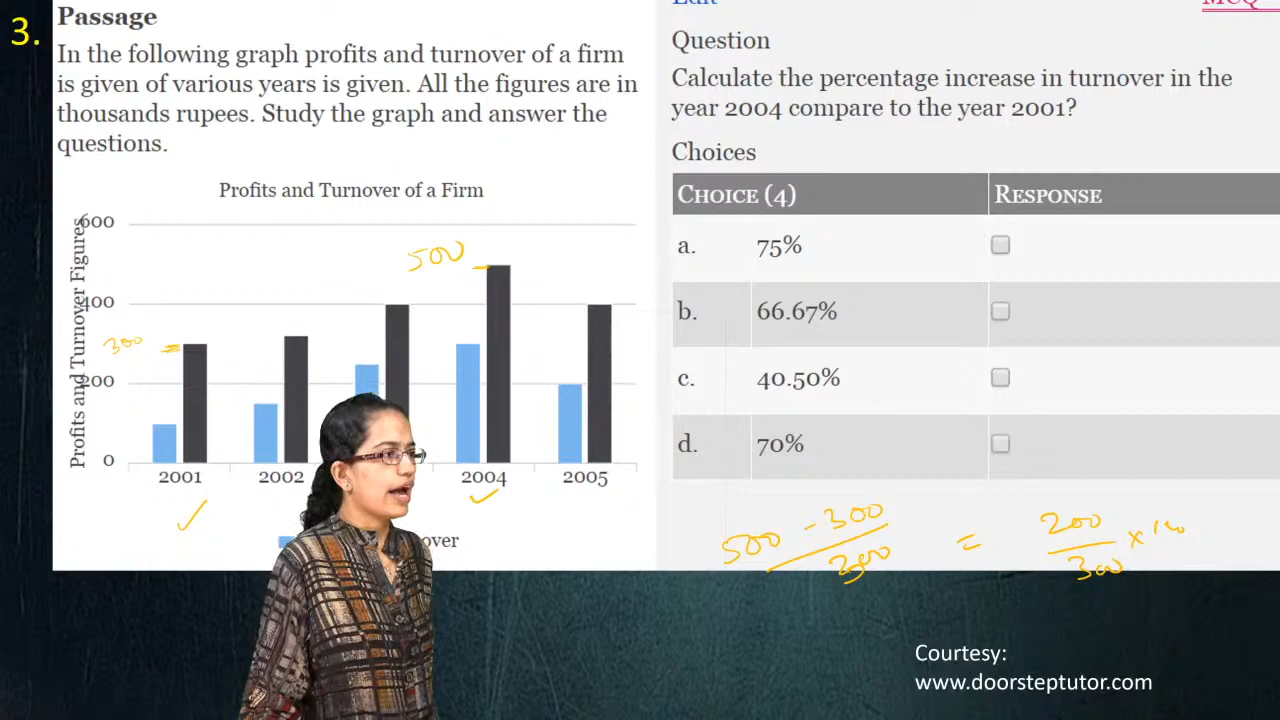 3.
Passage
In the following graph profits and turnover of a firm
is given of various years is given. All the figures are in
thousands rupees. Study the graph and answer the
questions.
Profits and Turnover of a Firm
Profits and Turnover Figures
600
400
200
0
300
500
2001
2002
2004
2005
Question
Calculate the percentage increase in turnover in the
year 2004 compare to the year 2001?
Choices
CHOICE (4) RESPONSE
a. 75%
b. 66.67%
c. 40.50%
d. 70%
500 - 300 = 200 × 100
300 300
Courtesy:
www.doorsteptutor.com